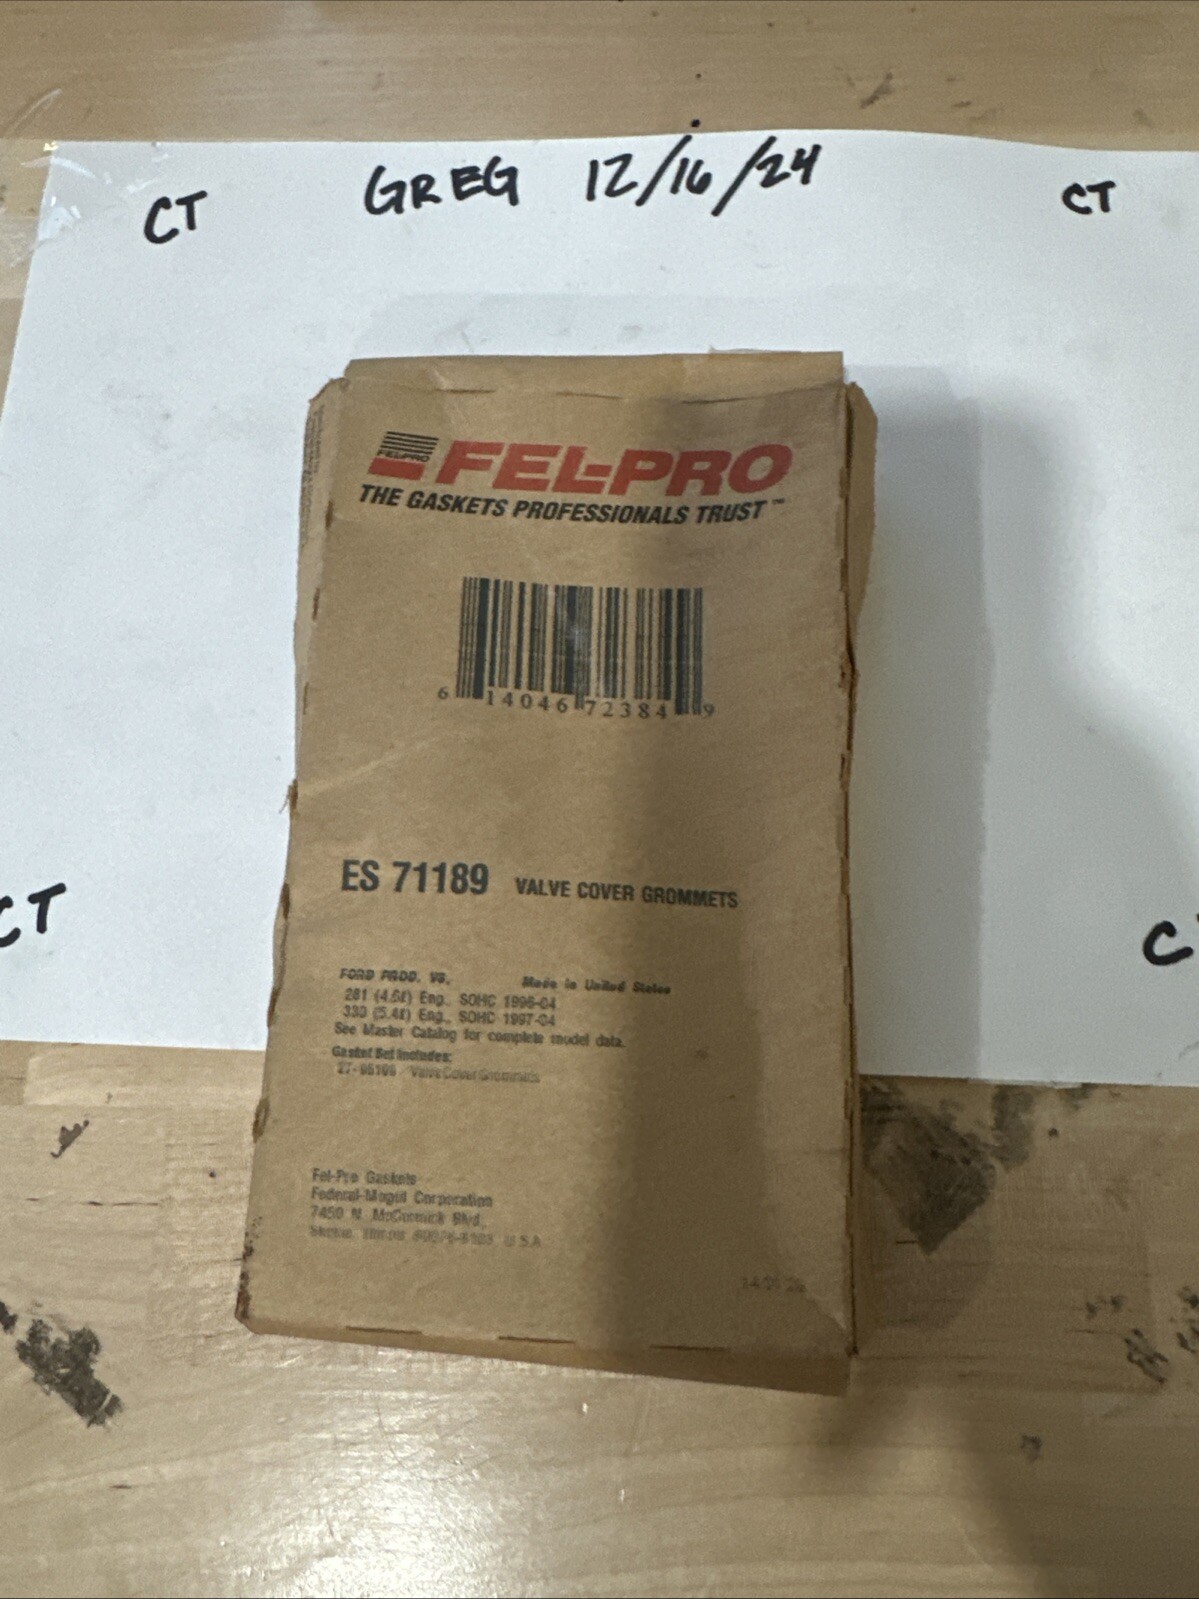 CT GREG 12/16/24 CT
FEL-PRO
FEL-PRO
THE GASKETS PROFESSIONALS TRUST™
6 14046 72384 9
CT
C
ES 71189 VALVE COVER GROMMETS
FORD PROD. V8. Made in United States
281 (4.6ℓ) Eng., SOHC 1996-04
330 (5.4ℓ) Eng., SOHC 1997-04
See Master Catalog for complete model data.
Gasket Set Includes:
Valve Cover Grommets
Fel-Pro Gaskets
Federal-Mogul Corporation
7450 N. McCormick Blvd.
U.S.A